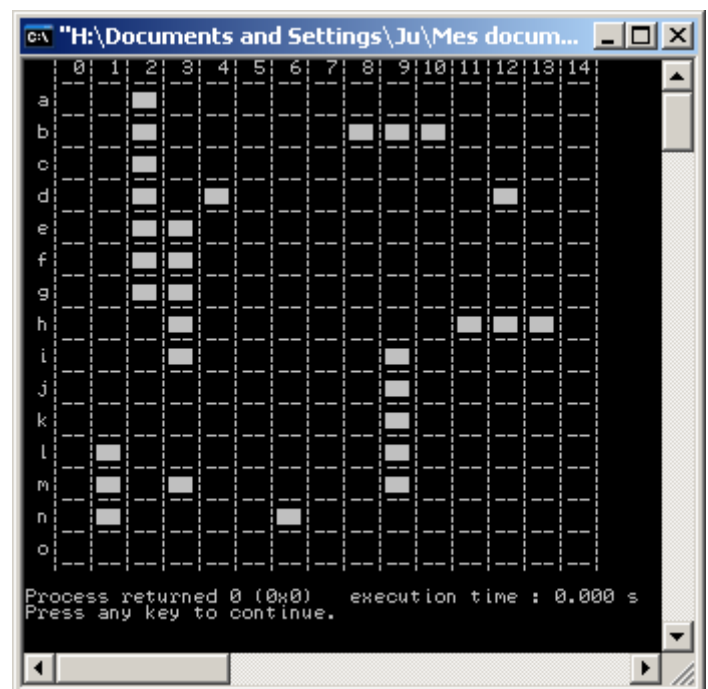 "H:\Documents and Settings\Ju\Mes docum...
0 1 2 3 4 5 6 7 8 9 10 11 12 13 14
a
b
c
d
e
f
g
h
i
j
k
l
m
n
o
Process returned 0 (0x0) execution time : 0.000 s
Press any key to continue.